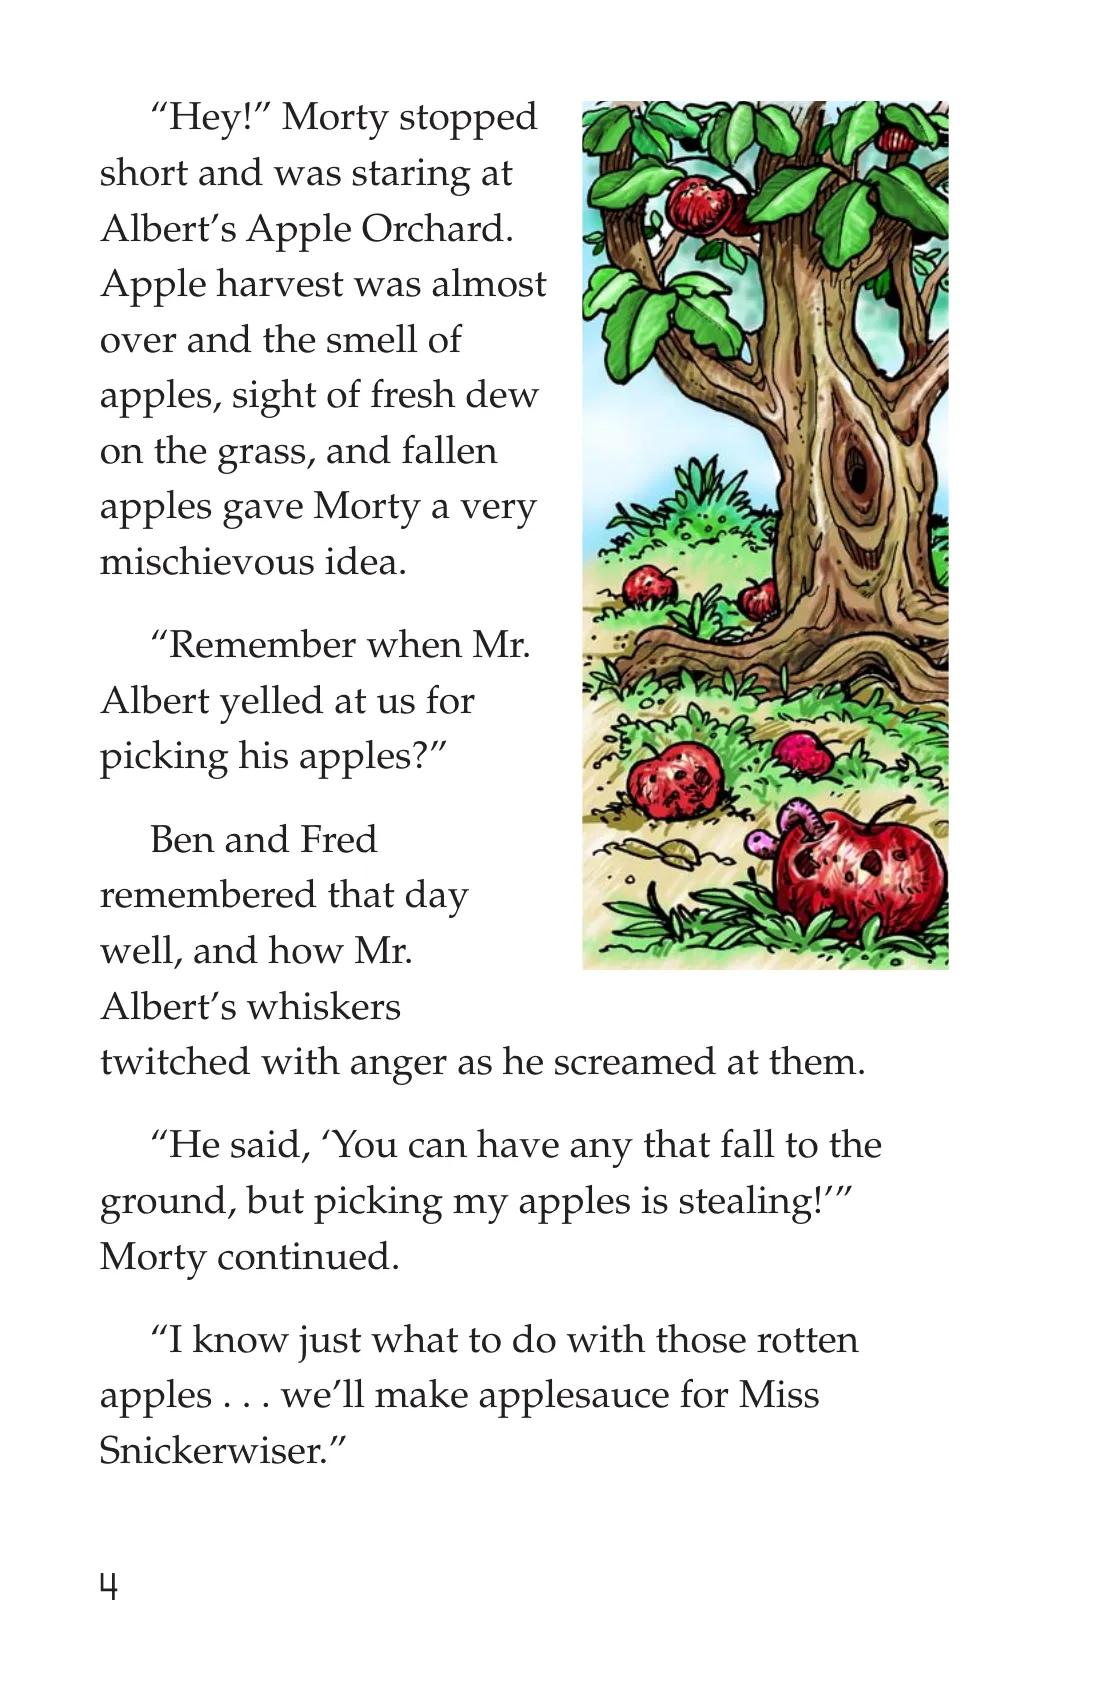 “Hey!” Morty stopped
short and was staring at
Albert’s Apple Orchard.
Apple harvest was almost
over and the smell of
apples, sight of fresh dew
on the grass, and fallen
apples gave Morty a very
mischievous idea.
“Remember when Mr.
Albert yelled at us for
picking his apples?”
Ben and Fred
remembered that day
well, and how Mr.
Albert’s whiskers
twitched with anger as he screamed at them.
“He said, ‘You can have any that fall to the
ground, but picking my apples is stealing!’”
Morty continued.
“I know just what to do with those rotten
apples . . . we’ll make applesauce for Miss
Snickerwiser.”
4